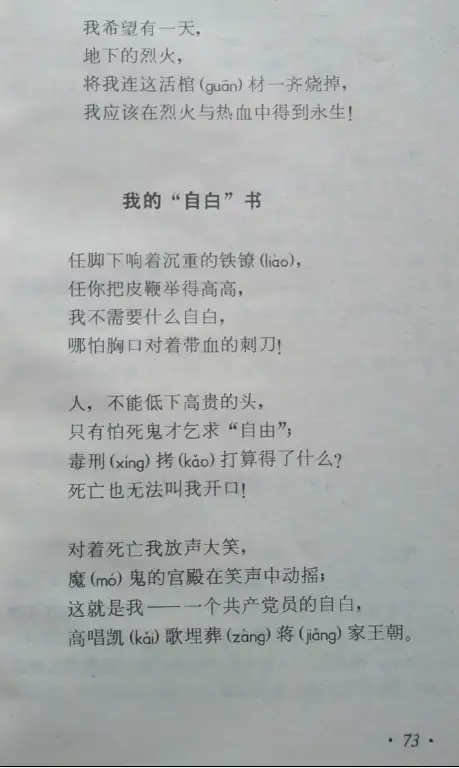 我希望有一天，
地下的烈火，
将我连这活棺(guān)材一齐烧掉，
我应该在烈火与热血中得到永生！
我的“自白”书
任脚下响着沉重的铁镣(liào)，
任你把皮鞭举得高高，
我不需要什么自白，
哪怕胸口对着带血的刺刀！
人，不能低下高贵的头，
只有怕死鬼才乞求“自由”；
毒刑(xíng)拷(kǎo)打算得了什么？
死亡也无法叫我开口！
对着死亡我放声大笑，
魔(mó)鬼的宫殿在笑声中动摇；
这就是我——一个共产党员的自白，
高唱凯(kǎi)歌埋葬(zàng)蒋(jiǎng)家王朝。
·73·